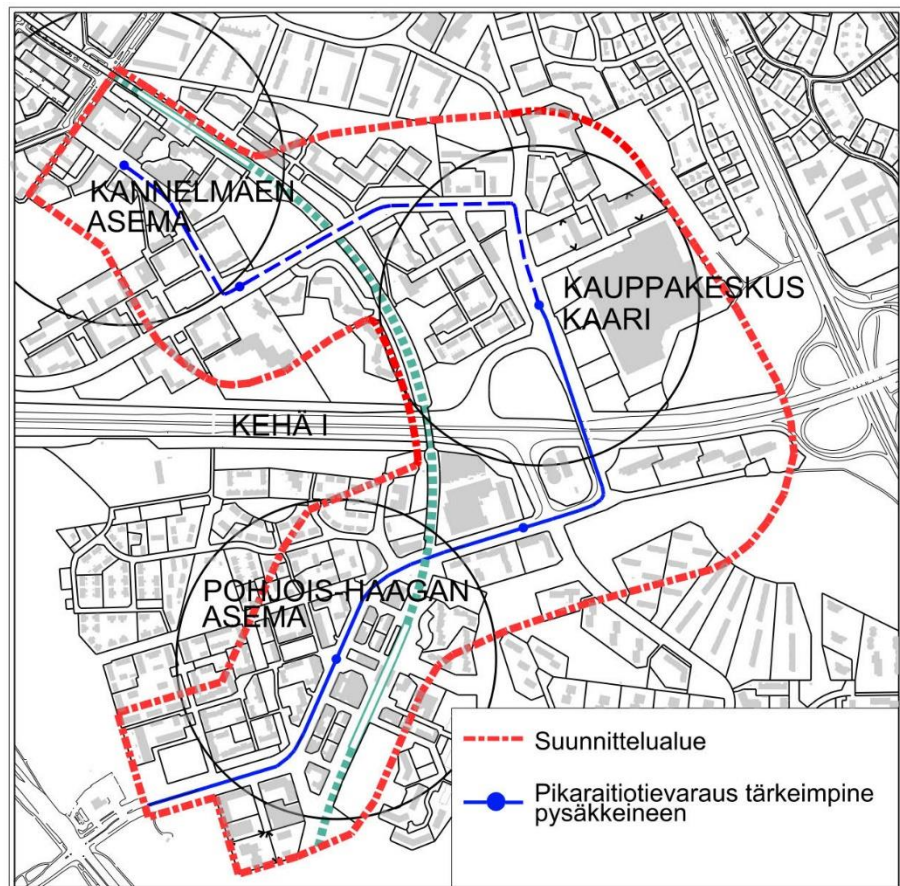 KANNELMÄEN
ASEMA
KAUPPAKESKUS
KAARI
KEHÄ I
POHJOIS-HAAGAN
ASEMA
Suunnittelualue
Pikaraitiotievaraus tärkeimpine
pysäkkeineen